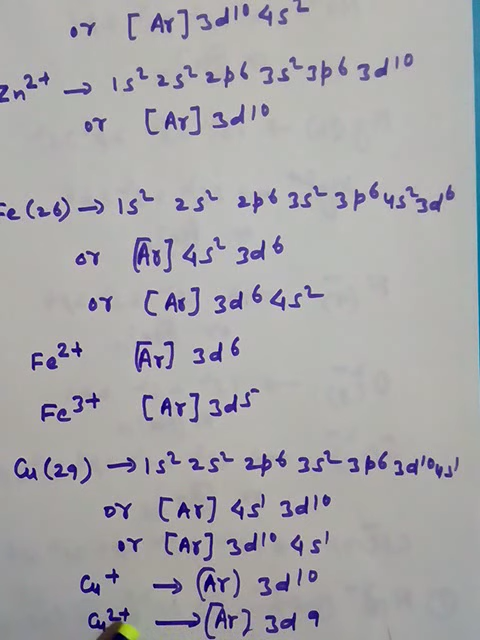 or [Ar] 3d10 4s2
Zn2+ → 1s2 2s2 2p6 3s2 3p6 3d10
or [Ar] 3d10
Fe (26) → 1s2 2s2 2p6 3s2 3p6 4s2 3d6
or [Ar] 4s2 3d6
or [Ar] 3d6 4s2
Fe2+ [Ar] 3d6
Fe3+ [Ar] 3d5
Cu (29) → 1s2 2s2 2p6 3s2 3p6 3d10 4s1
or [Ar] 4s1 3d10
or [Ar] 3d10 4s1
Cu+ → (Ar) 3d10
Cu2+ → [Ar] 3d9